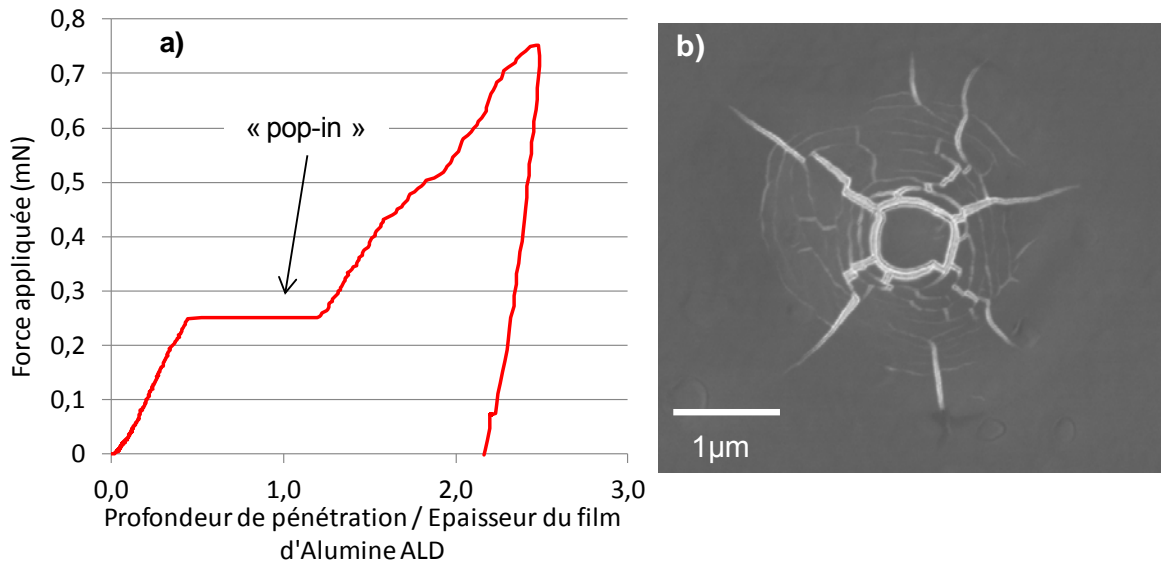 0,8
0,7
0,6
0,5
0,4
0,3
0,2
0,1
0
Force appliquée (mN)
a)
« pop-in »
0,0
1,0
2,0
3,0
Profondeur de pénétration / Epaisseur du film
d'Alumine ALD
b)
1µm